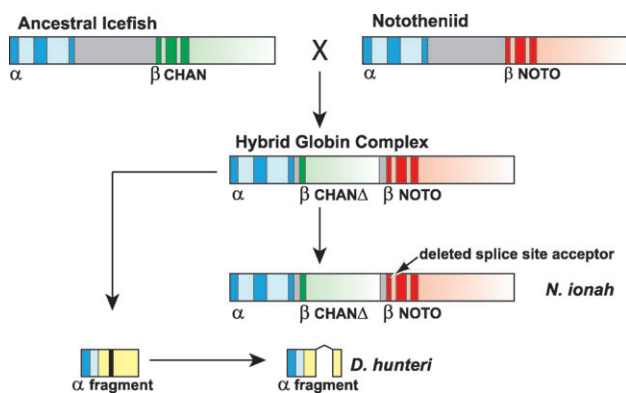 Ancestral Icefish
Nototheniid
X
α
β CHAN
α
β NOTO
Hybrid Globin Complex
α
β CHANΔ
β NOTO
deleted splice site acceptor
N. ionah
α
β CHANΔ
β NOTO
D. hunteri
α fragment
α fragment